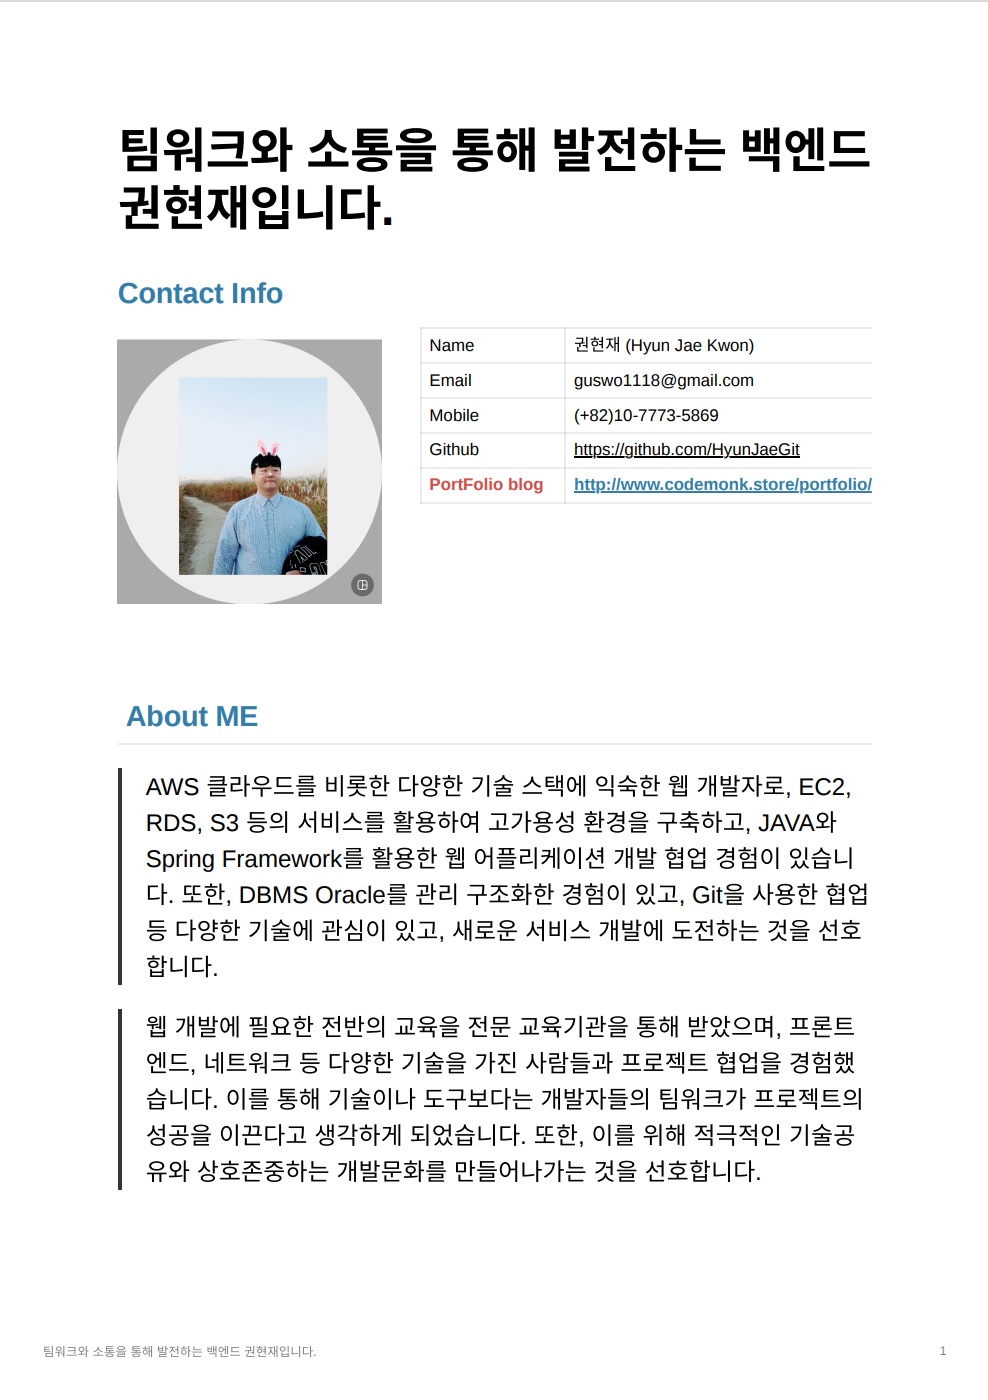 팀워크와 소통을 통해 발전하는 백엔드
권현재입니다.
Contact Info
Name 권현재 (Hyun Jae Kwon)
Email guswo1118@gmail.com
Mobile (+82)10-7773-5869
Github https://github.com/HyunJaeGit
PortFolio blog http://www.codemonk.store/portfolio/
About ME
AWS 클라우드를 비롯한 다양한 기술 스택에 익숙한 웹 개발자로, EC2,
RDS, S3 등의 서비스를 활용하여 고가용성 환경을 구축하고, JAVA와
Spring Framework를 활용한 웹 어플리케이션 개발 협업 경험이 있습니
다. 또한, DBMS Oracle를 관리 구조화한 경험이 있고, Git을 사용한 협업
등 다양한 기술에 관심이 있고, 새로운 서비스 개발에 도전하는 것을 선호
합니다.
웹 개발에 필요한 전반의 교육을 전문 교육기관을 통해 받았으며, 프론트
엔드, 네트워크 등 다양한 기술을 가진 사람들과 프로젝트 협업을 경험했
습니다. 이를 통해 기술이나 도구보다는 개발자들의 팀워크가 프로젝트의
성공을 이끈다고 생각하게 되었습니다. 또한, 이를 위해 적극적인 기술공
유와 상호존중하는 개발문화를 만들어나가는 것을 선호합니다.
팀워크와 소통을 통해 발전하는 백엔드 권현재입니다. 1